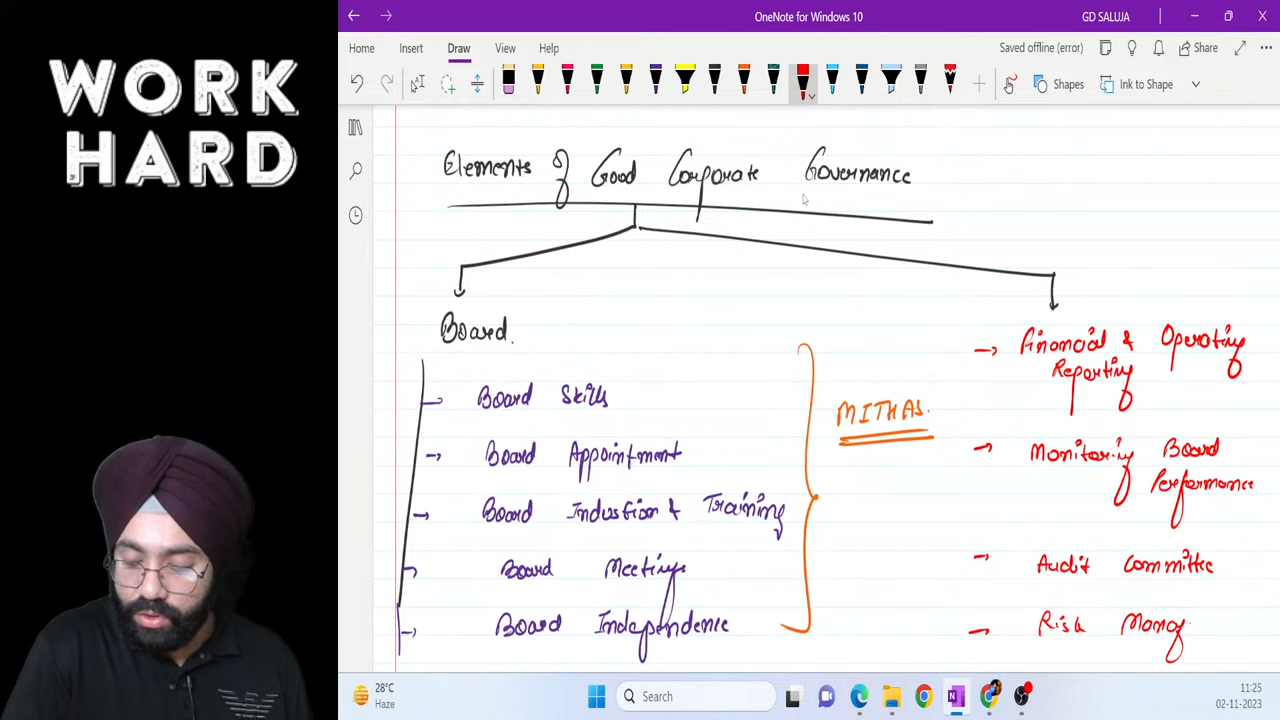 WORK
HARD
OneNote for Windows 10
GD SALUJA
Home
Insert
Draw
View
Help
Saved offline (error)
Share
Shapes
Ink to Shape
Elements of Good Corporate Governance
Board.
Board Skills
Board Appointment
Board Industion & Training
Board Meetings
Board Independence
MITHAS.
Financial & Operating
Reporting
Monitoring Board
Performance
Audit Committee
Risk Manag
28°C
Haze
Search
11:25
02-11-2023